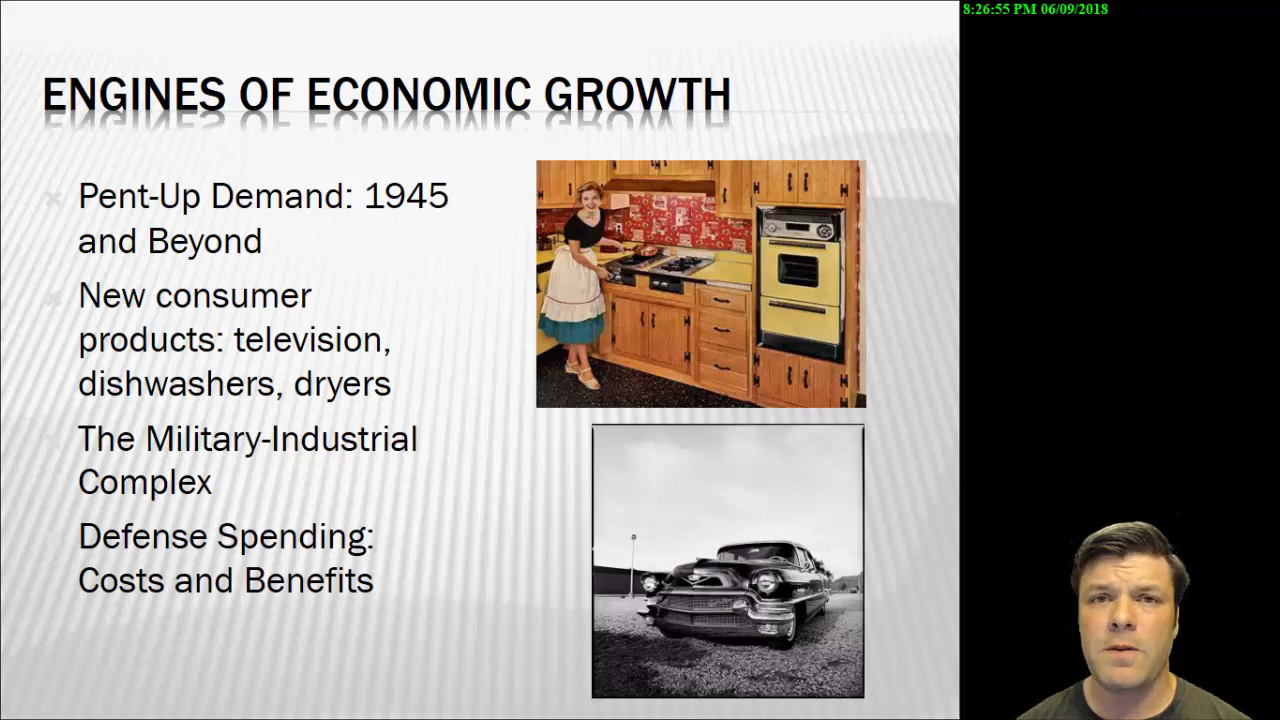 8:26:55 PM 06/09/2018
ENGINES OF ECONOMIC GROWTH
Pent-Up Demand: 1945
and Beyond
New consumer
products: television,
dishwashers, dryers
The Military-Industrial
Complex
Defense Spending:
Costs and Benefits